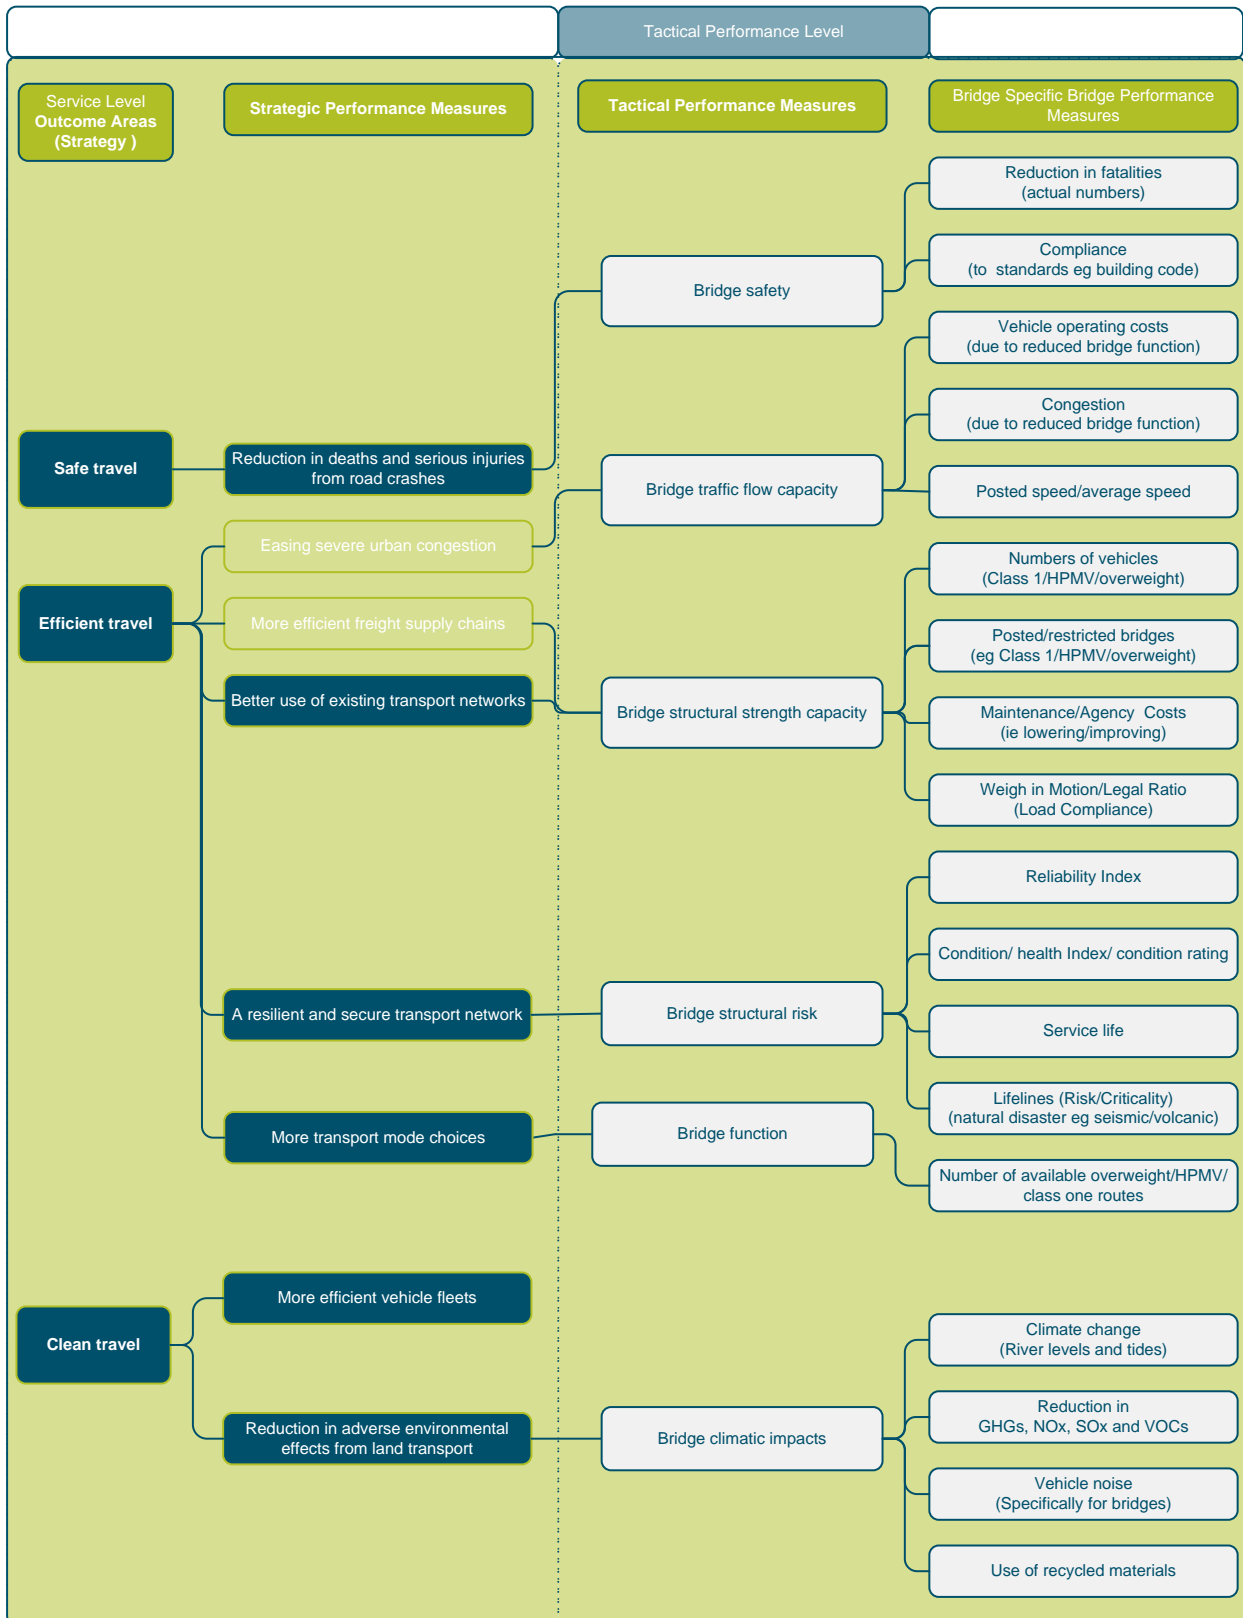 Tactical Performance Level
Service Level
Outcome Areas
(Strategy )
Strategic Performance Measures
Tactical Performance Measures
Bridge Specific Bridge Performance
Measures
Reduction in fatalities
(actual numbers)
Compliance
(to  standards eg building code)
Bridge safety
Vehicle operating costs
(due to reduced bridge function)
Congestion
(due to reduced bridge function)
Safe travel
Reduction in deaths and serious injuries
from road crashes
Bridge traffic flow capacity
Posted speed/average speed
Easing severe urban congestion
Numbers of vehicles
(Class 1/HPMV/overweight)
Efficient travel
More efficient freight supply chains
Posted/restricted bridges
(eg Class 1/HPMV/overweight)
Better use of existing transport networks
Bridge structural strength capacity
Maintenance/Agency  Costs
(ie lowering/improving)
Weigh in Motion/Legal Ratio
(Load Compliance)
Reliability Index
Condition/ health Index/ condition rating
A resilient and secure transport network
Bridge structural risk
Service life
Lifelines (Risk/Criticality)
(natural disaster eg seismic/volcanic)
More transport mode choices
Bridge function
Number of available overweight/HPMV/
class one routes
More efficient vehicle fleets
Clean travel
Climate change
(River levels and tides)
Reduction in
GHGs, NOx, SOx and VOCs
Reduction in adverse environmental
effects from land transport
Bridge climatic impacts
Vehicle noise
(Specifically for bridges)
Use of recycled materials